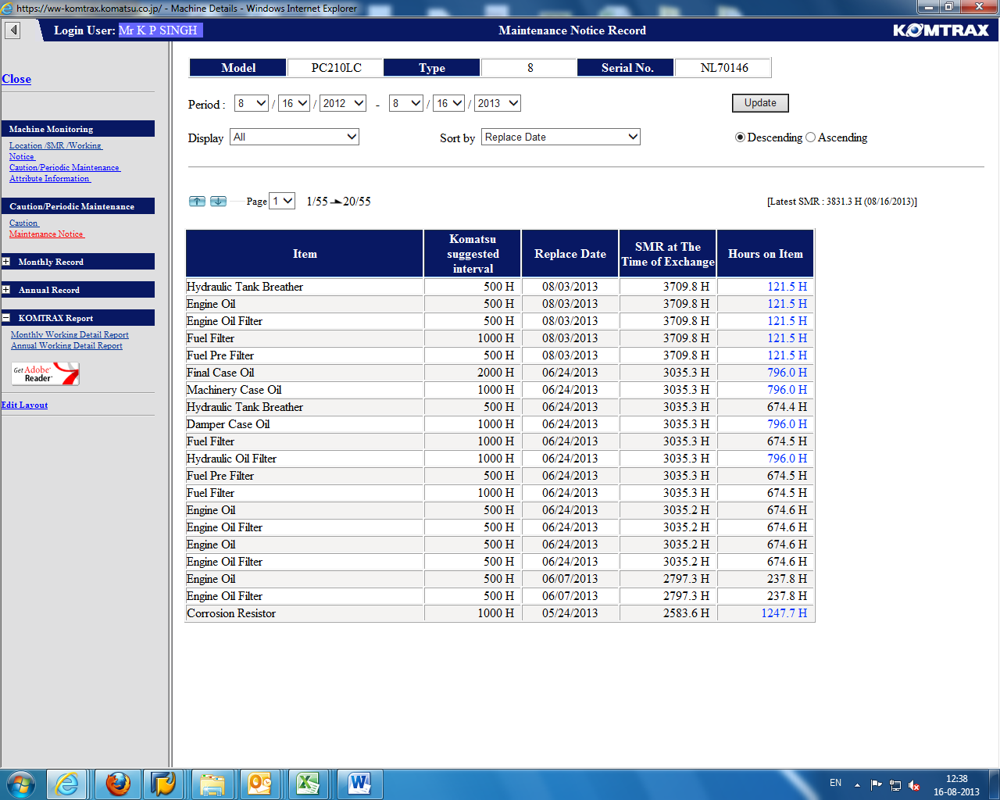 https://ww-komtrax.komatsu.co.jp/ - Machine Details - Windows Internet Explorer
Login User: Mr K P SINGH
Maintenance Notice Record
KOMTRAX
Close
Machine Monitoring
Location /SMR /Working
Notice
Caution/Periodic Maintenance
Attribute Information
Caution/Periodic Maintenance
Caution
Maintenance Notice
Monthly Record
Annual Record
KOMTRAX Report
Monthly Working Detail Report
Annual Working Detail Report
Get Adobe
Reader
Edit Layout
Model PC210LC Type 8 Serial No. NL70146
Period : 8 / 16 / 2012 - 8 / 16 / 2013 Update
Display All Sort by Replace Date Descending Ascending
Page 1 1/55 20/55 [Latest SMR : 3831.3 H (08/16/2013)]
Item Komatsu suggested interval Replace Date SMR at The Time of Exchange Hours on Item
Hydraulic Tank Breather 500 H 08/03/2013 3709.8 H 121.5 H
Engine Oil 500 H 08/03/2013 3709.8 H 121.5 H
Engine Oil Filter 500 H 08/03/2013 3709.8 H 121.5 H
Fuel Filter 1000 H 08/03/2013 3709.8 H 121.5 H
Fuel Pre Filter 500 H 08/03/2013 3709.8 H 121.5 H
Final Case Oil 2000 H 06/24/2013 3035.3 H 796.0 H
Machinery Case Oil 1000 H 06/24/2013 3035.3 H 796.0 H
Hydraulic Tank Breather 500 H 06/24/2013 3035.3 H 674.4 H
Damper Case Oil 1000 H 06/24/2013 3035.3 H 796.0 H
Fuel Filter 1000 H 06/24/2013 3035.3 H 674.5 H
Hydraulic Oil Filter 1000 H 06/24/2013 3035.3 H 796.0 H
Fuel Pre Filter 500 H 06/24/2013 3035.3 H 674.5 H
Fuel Filter 1000 H 06/24/2013 3035.3 H 674.5 H
Engine Oil 500 H 06/24/2013 3035.2 H 674.6 H
Engine Oil Filter 500 H 06/24/2013 3035.2 H 674.6 H
Engine Oil 500 H 06/24/2013 3035.2 H 674.6 H
Engine Oil Filter 500 H 06/24/2013 3035.2 H 674.6 H
Engine Oil 500 H 06/07/2013 2797.3 H 237.8 H
Engine Oil Filter 500 H 06/07/2013 2797.3 H 237.8 H
Corrosion Resistor 1000 H 05/24/2013 2583.6 H 1247.7 H
EN
12:38
16-08-2013